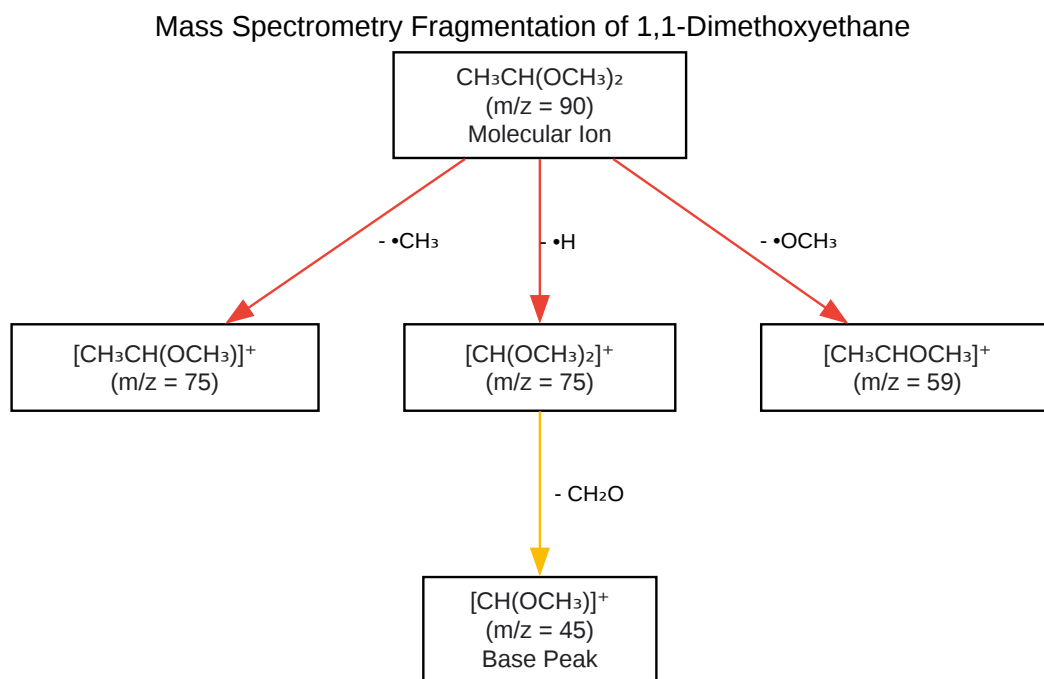 Mass Spectrometry Fragmentation of 1,1-Dimethoxyethane
CH₃CH(OCH₃)₂
(m/z = 90)
Molecular Ion
- •CH₃
- •H
- •OCH₃
[CH₃CH(OCH₃)]⁺
(m/z = 75)
[CH(OCH₃)₂]⁺
(m/z = 75)
[CH₃CHOCH₃]⁺
(m/z = 59)
- CH₂O
[CH(OCH₃)]⁺
(m/z = 45)
Base Peak